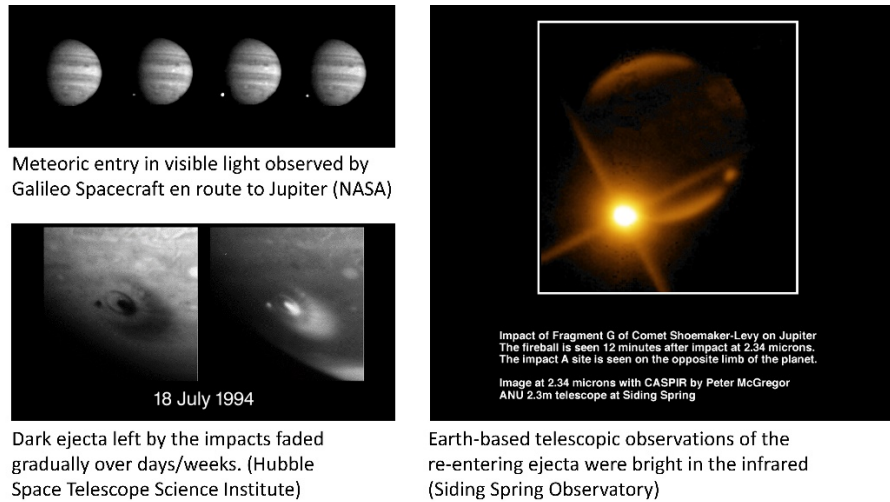 Meteoric entry in visible light observed by
Galileo Spacecraft en route to Jupiter (NASA)
18 July 1994
Dark ejecta left by the impacts faded
gradually over days/weeks. (Hubble
Space Telescope Science Institute)
Impact of Fragment G of Comet Shoemaker-Levy on Jupiter
The fireball is seen 12 minutes after impact at 2.34 microns.
The impact A site is seen on the opposite limb of the planet.
Image at 2.34 microns with CASPIR by Peter McGregor
ANU 2.3m telescope at Siding Spring
Earth-based telescopic observations of the
re-entering ejecta were bright in the infrared
(Siding Spring Observatory)